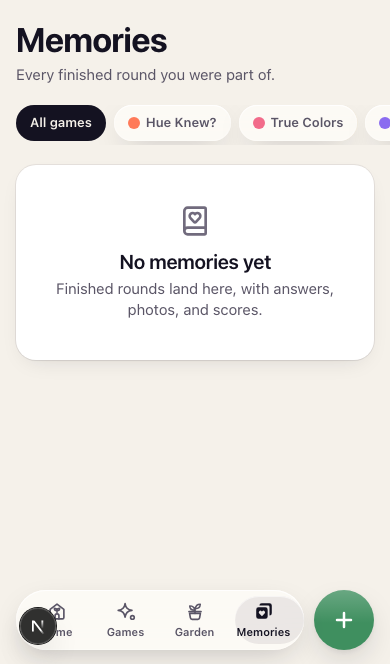 Memories
Every finished round you were part of.
All games
Hue Knew?
True Colors
No memories yet
Finished rounds land here, with answers,
photos, and scores.
N
me
Games
Garden
Memories